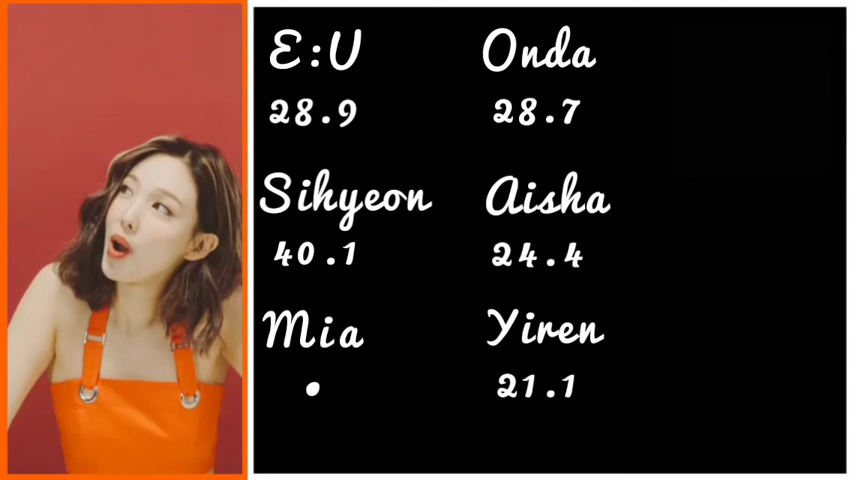 E:U Onda
28.9 28.7
Sihyeon Aisha
40.1 24.4
Mia Yiren
. 21.1